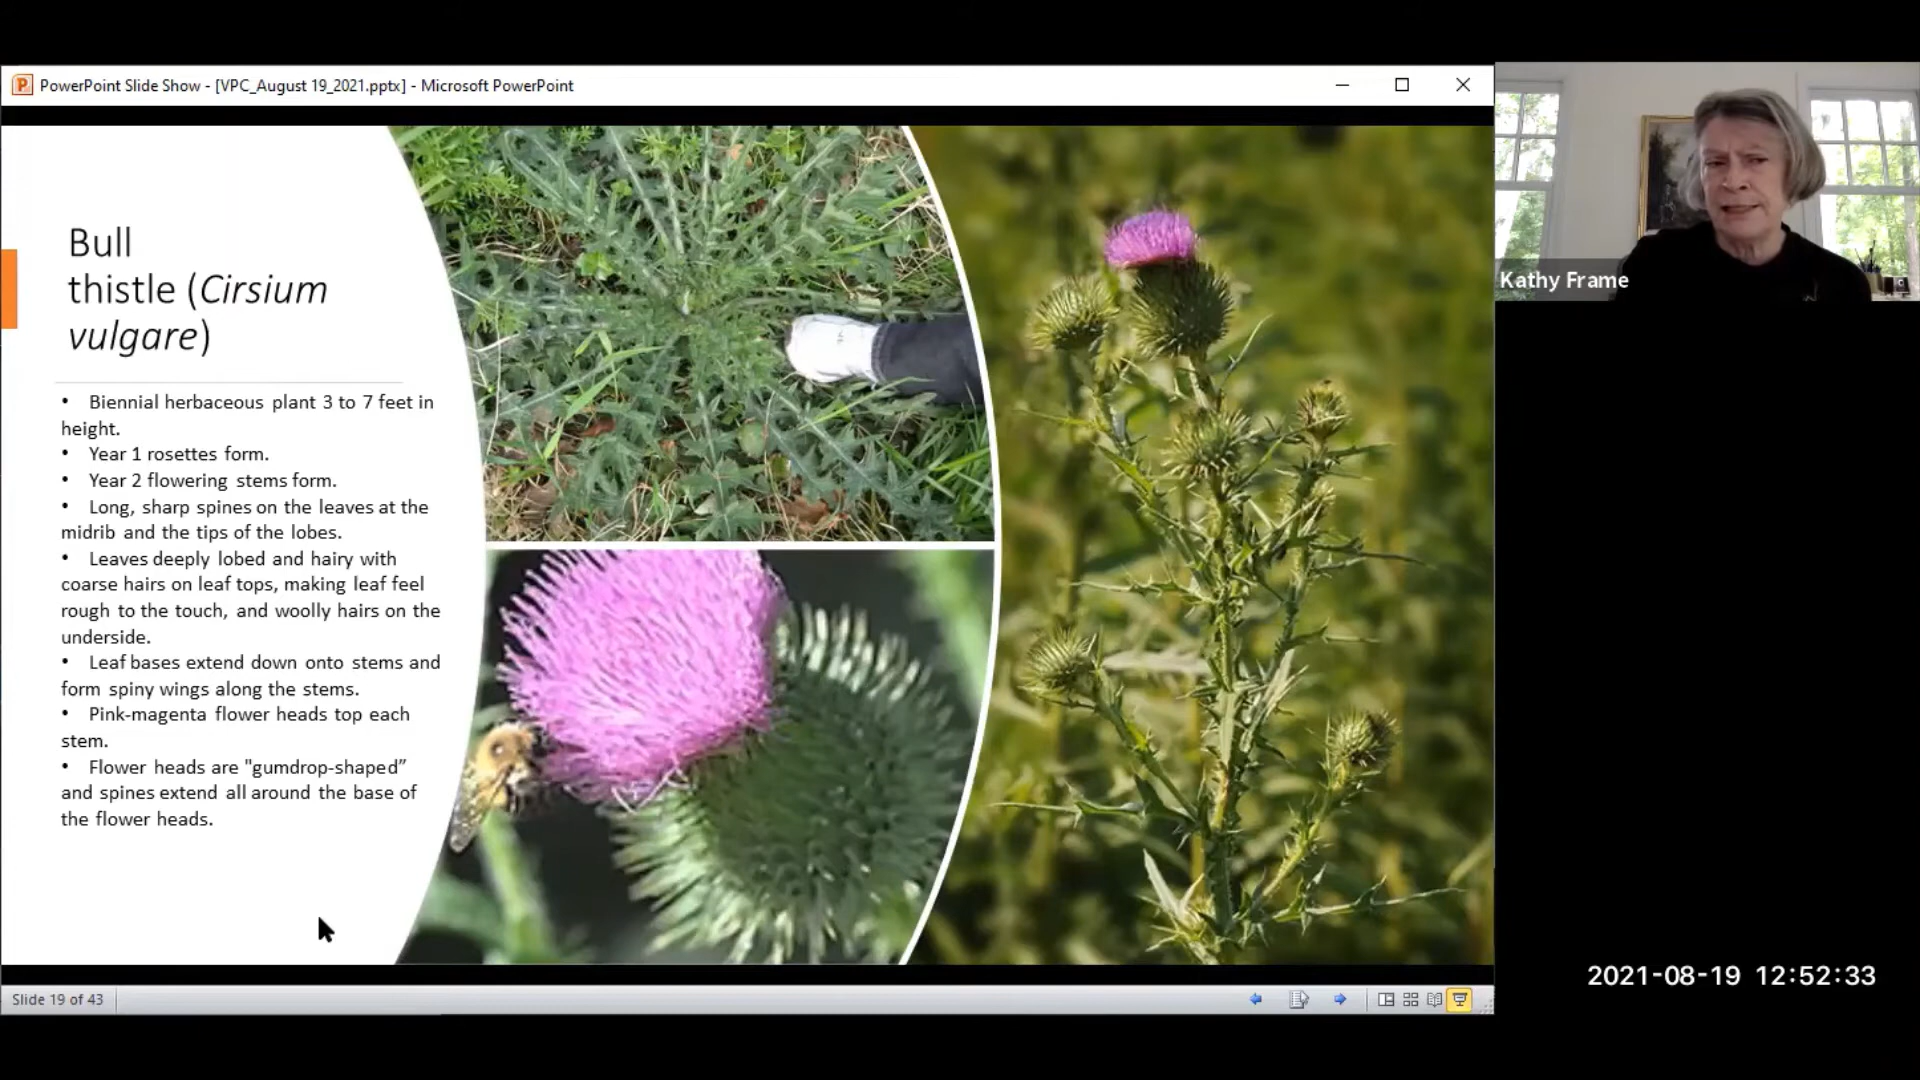 PowerPoint Slide Show - [VPC_August 19_2021.pptx] - Microsoft PowerPoint
Bull
thistle (Cirsium
vulgare)
• Biennial herbaceous plant 3 to 7 feet in
height.
• Year 1 rosettes form.
• Year 2 flowering stems form.
• Long, sharp spines on the leaves at the
midrib and the tips of the lobes.
• Leaves deeply lobed and hairy with
coarse hairs on leaf tops, making leaf feel
rough to the touch, and woolly hairs on the
underside.
• Leaf bases extend down onto stems and
form spiny wings along the stems.
• Pink-magenta flower heads top each
stem.
• Flower heads are "gumdrop-shaped”
and spines extend all around the base of
the flower heads.
Kathy Frame
2021-08-19 12:52:33
Slide 19 of 43